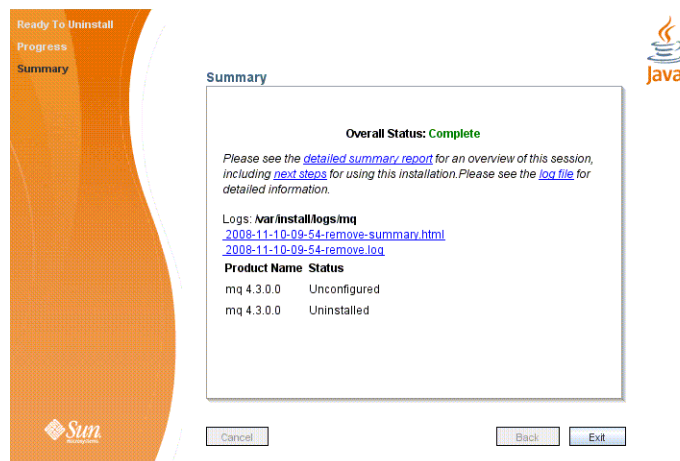 Ready To Uninstall
Progress
Summary
Java
Summary
Overall Status: Complete
Please see the detailed summary report for an overview of this session,
including next steps for using this installation.Please see the log file for
detailed information.
Logs: /var/install/logs/mq
2008-11-10-09-54-remove-summary.html
2008-11-10-09-54-remove.log
Product Name Status
mq 4.3.0.0 Unconfigured
mq 4.3.0.0 Uninstalled
Sun
microsystems
Cancel Back Exit